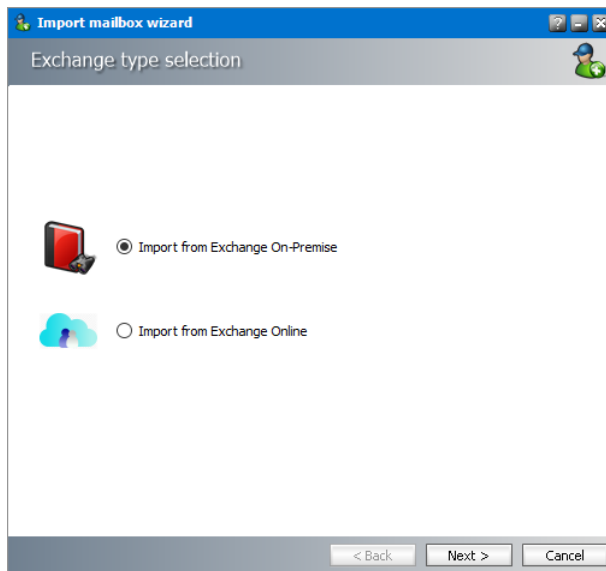 Import mailbox wizard
Exchange type selection
Import from Exchange On-Premise
Import from Exchange Online
< Back Next > Cancel